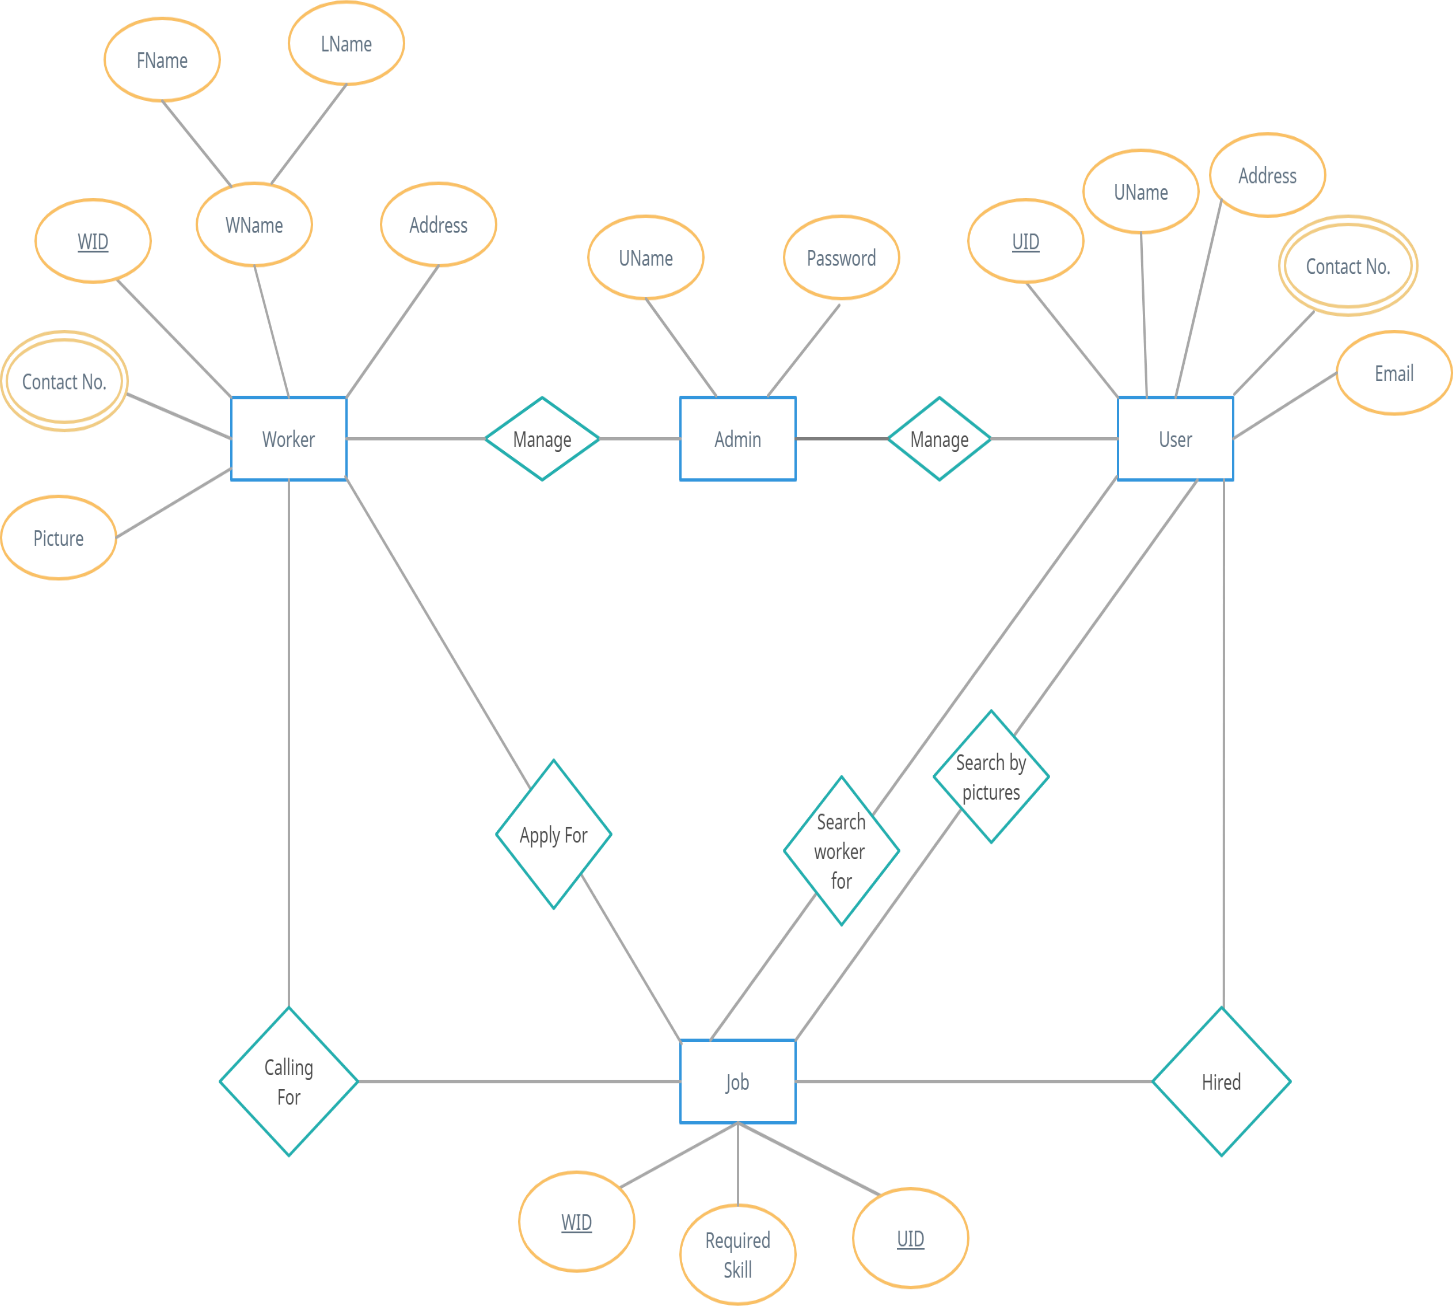 LName
FName
Address
UName
WName
Address
WID
UID
UName
Password
Contact No.
Email
Contact No.
Worker
Manage
Admin
Manage
User
Picture
Search by
pictures
Apply For
Search
worker
for
Calling
For
Job
Hired
WID
Required
Skill
UID